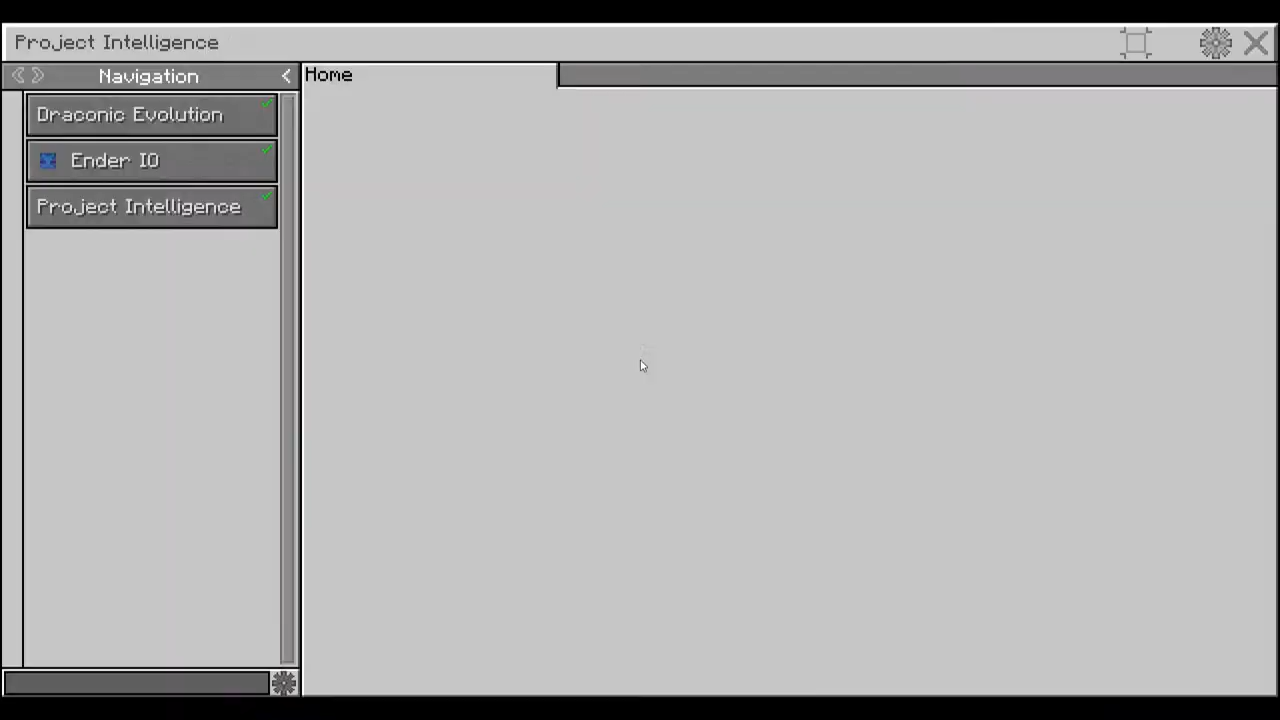 Project Intelligence
Navigation
Home
Draconic Evolution
Ender IO
Project Intelligence